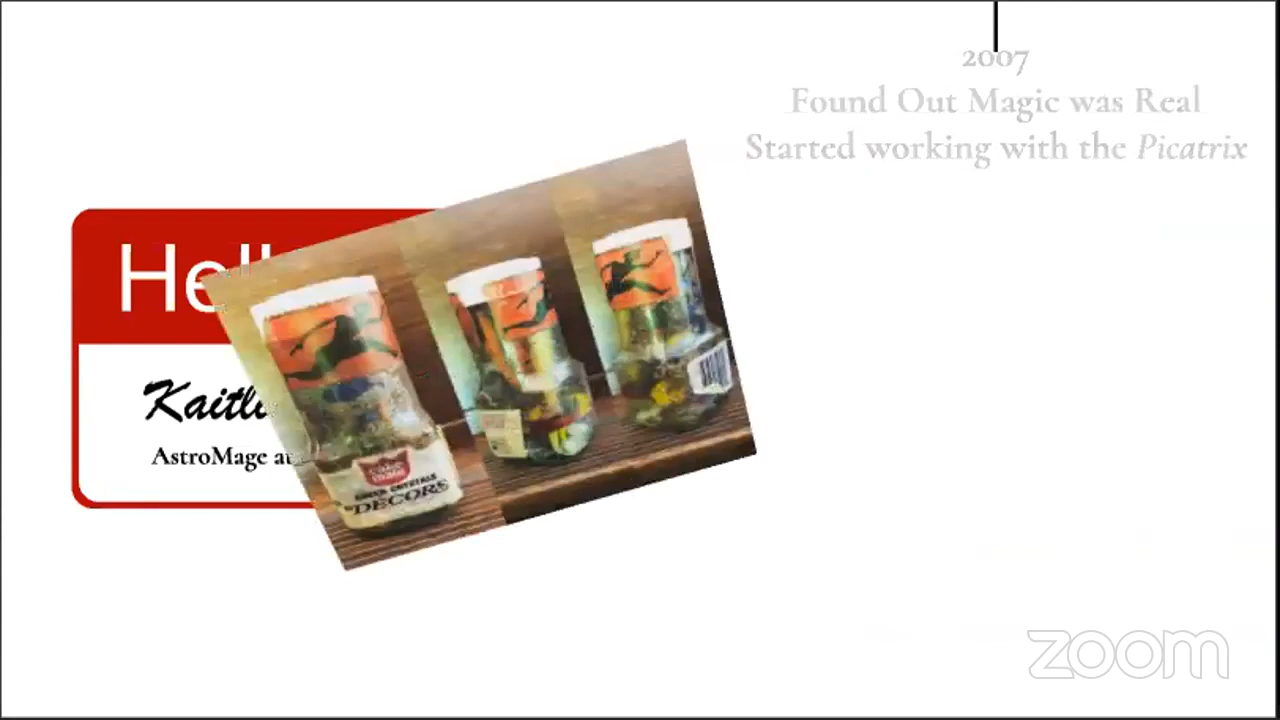 2007
Found Out Magic was Real
Started working with the Picatrix
Hell
Kaitl
AstroMage a
DECORS
zoom